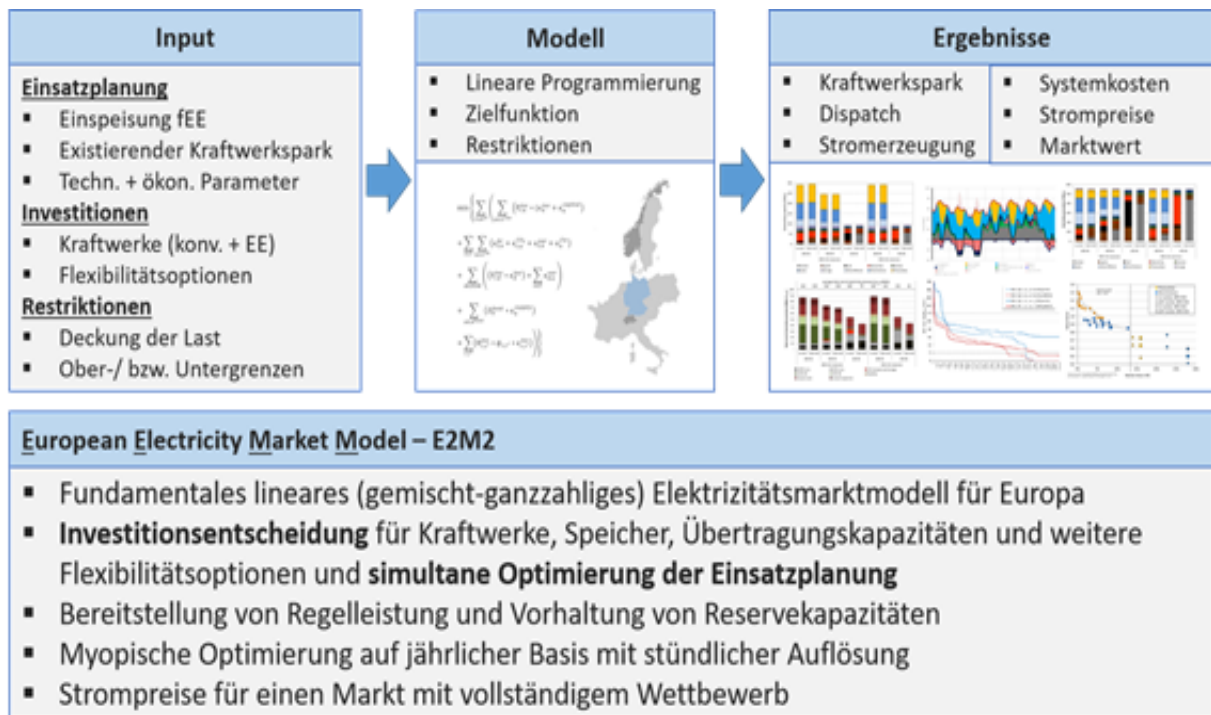 Input
Einsatzplanung
▪ Einspeisung fEE
▪ Existierender Kraftwerkspark
▪ Techn. + ökon. Parameter
Investitionen
▪ Kraftwerke (konv. + EE)
▪ Flexibilitätsoptionen
Restriktionen
▪ Deckung der Last
▪ Ober-/ bzw. Untergrenzen
Modell
▪ Lineare Programmierung
▪ Zielfunktion
▪ Restriktionen
Ergebnisse
▪ Kraftwerkspark
▪ Dispatch
▪ Stromerzeugung
▪ Systemkosten
▪ Strompreise
▪ Marktwert
European Electricity Market Model – E2M2
▪ Fundamentales lineares (gemischt-ganzzahliges) Elektrizitätsmarktmodell für Europa
▪ Investitionsentscheidung für Kraftwerke, Speicher, Übertragungskapazitäten und weitere
Flexibilitätsoptionen und simultane Optimierung der Einsatzplanung
▪ Bereitstellung von Regelleistung und Vorhaltung von Reservekapazitäten
▪ Myopische Optimierung auf jährlicher Basis mit stündlicher Auflösung
▪ Strompreise für einen Markt mit vollständigem Wettbewerb